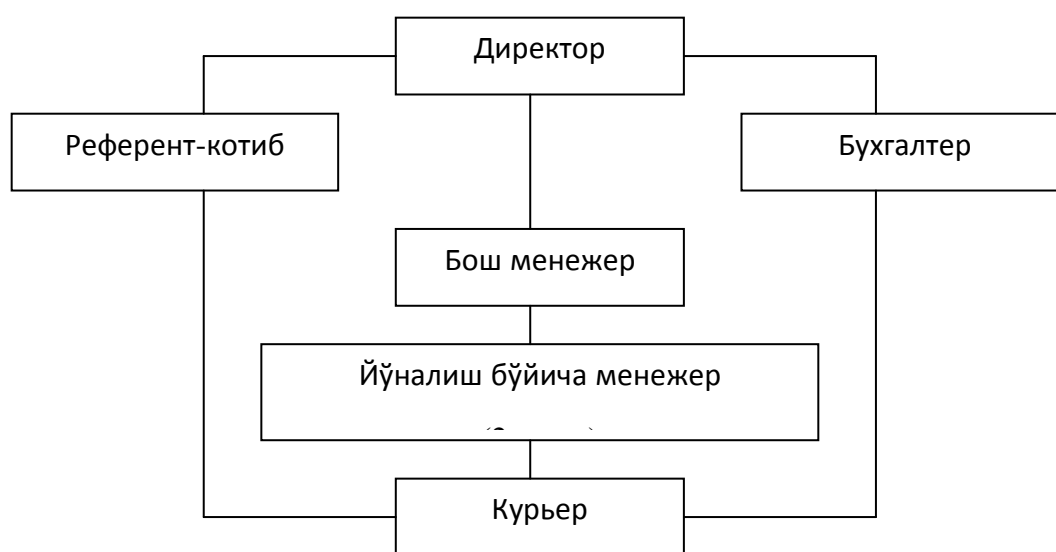 Директор
Референт-котиб
Бухгалтер
Бош менежер
Йўналиш бўйича менежер
Курьер